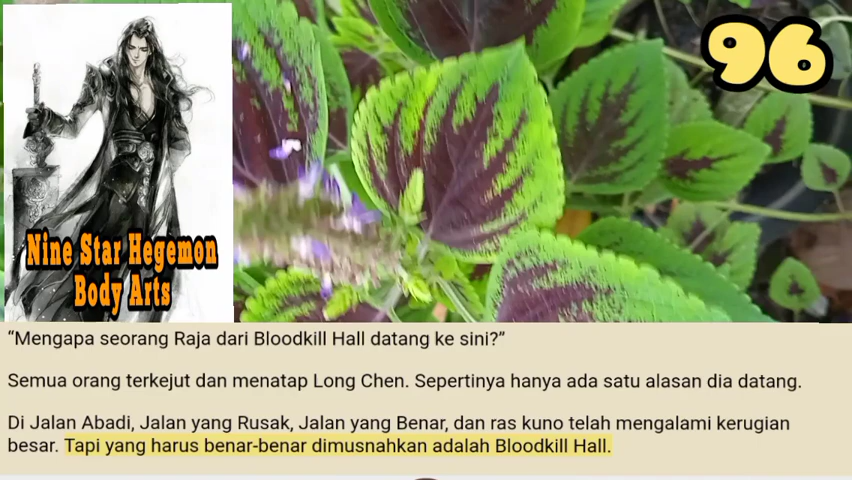 96
Nine Star Hegemon
Body Arts
“Mengapa seorang Raja dari Bloodkill Hall datang ke sini?”
Semua orang terkejut dan menatap Long Chen. Sepertinya hanya ada satu alasan dia datang.
Di Jalan Abadi, Jalan yang Rusak, Jalan yang Benar, dan ras kuno telah mengalami kerugian
besar. Tapi yang harus benar-benar dimusnahkan adalah Bloodkill Hall.